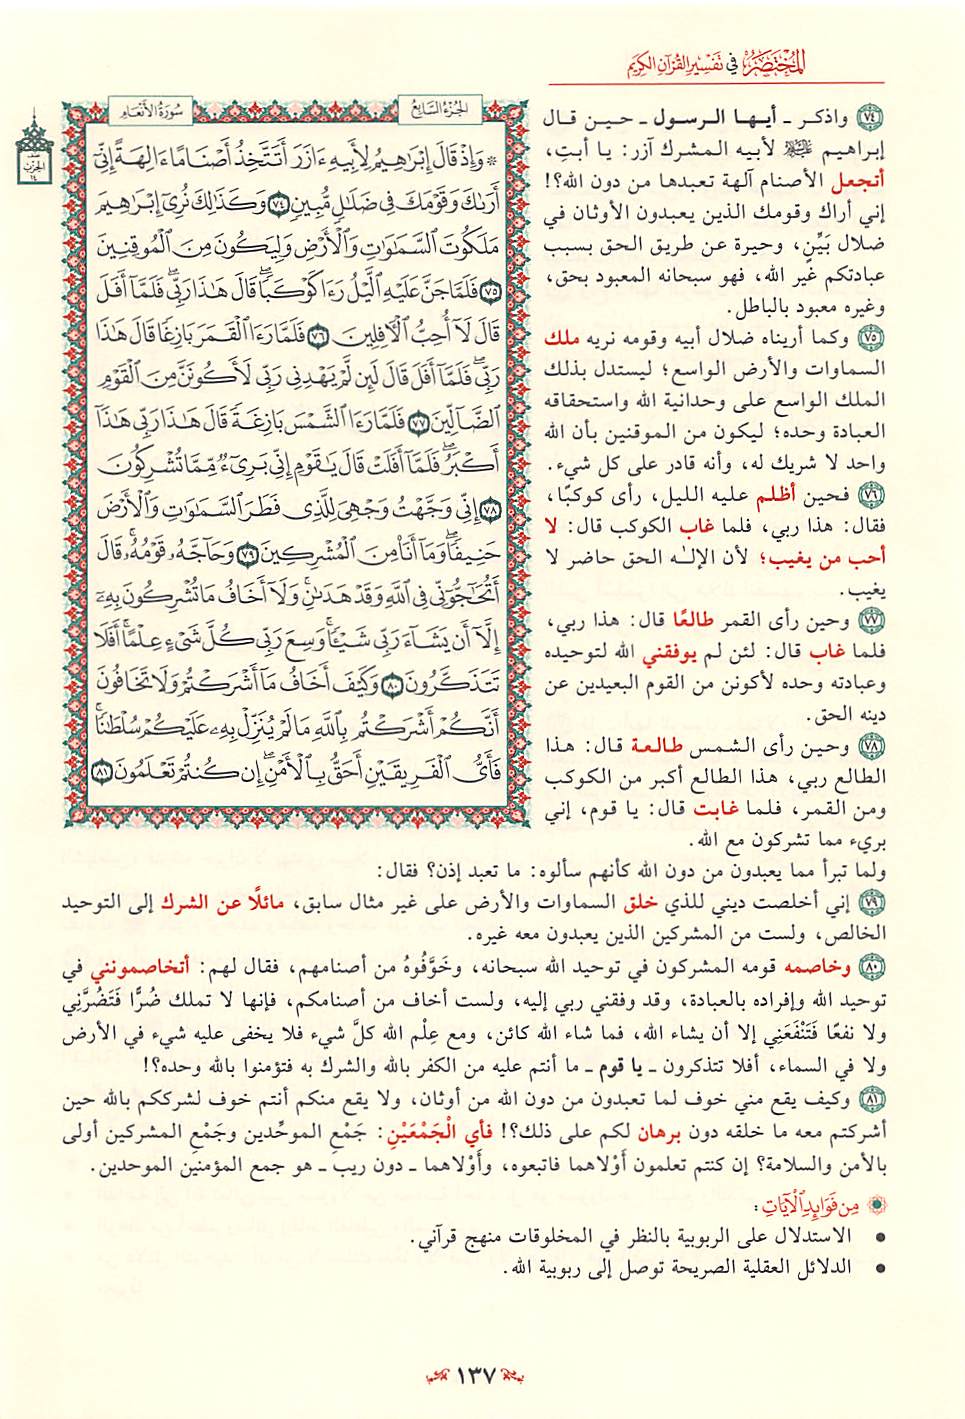 المختصر في تفسير القرآن الكريم
الجزء السابع
سورة الأنعام
نصف الحزب ١٤
* وَإِذْ قَالَ إِبْرَٰهِيمُ لِأَبِيهِ ءَازَرَ أَتَتَّخِذُ أَصْنَامًا ءَالِهَةً إِنِّىٓ
أَرَىٰكَ وَقَوْمَكَ فِى ضَلَٰلٍ مُّبِينٍ ٧٤ وَكَذَٰلِكَ نُرِىٓ إِبْرَٰهِيمَ
مَلَكُوتَ ٱلسَّمَٰوَٰتِ وَٱلْأَرْضِ وَلِيَكُونَ مِنَ ٱلْمُوقِنِينَ
٧٥ فَلَمَّا جَنَّ عَلَيْهِ ٱلَّيْلُ رَءَا كَوْكَبًا قَالَ هَٰذَا رَبِّى فَلَمَّآ أَفَلَ
قَالَ لَآ أُحِبُّ ٱلْءَافِلِينَ ٧٦ فَلَمَّا رَءَا ٱلْقَمَرَ بَازِغًا قَالَ هَٰذَا
رَبِّى فَلَمَّآ أَفَلَ قَالَ لَئِن لَّمْ يَهْدِنِى رَبِّى لَأَكُونَنَّ مِنَ ٱلْقَوْمِ
ٱلضَّآلِّينَ ٧٧ فَلَمَّا رَءَا ٱلشَّمْسَ بَازِغَةً قَالَ هَٰذَا رَبِّى هَٰذَآ
أَكْبَرُ فَلَمَّآ أَفَلَتْ قَالَ يَٰقَوْمِ إِنِّى بَرِىٓءٌ مِّمَّا تُشْرِكُونَ
٧٨ إِنِّى وَجَّهْتُ وَجْهِىَ لِلَّذِى فَطَرَ ٱلسَّمَٰوَٰتِ وَٱلْأَرْضَ
حَنِيفًا وَمَآ أَنَا۠ مِنَ ٱلْمُشْرِكِينَ ٧٩ وَحَآجَّهُۥ قَوْمُهُۥ قَالَ
أَتُحَٰٓجُّوٓنِّى فِى ٱللَّهِ وَقَدْ هَدَىٰنِ وَلَآ أَخَافُ مَا تُشْرِكُونَ بِهِۦٓ
إِلَّآ أَن يَشَآءَ رَبِّى شَيْـًٔا وَسِعَ رَبِّى كُلَّ شَىْءٍ عِلْمًا أَفَلَا
تَتَذَكَّرُونَ ٨٠ وَكَيْفَ أَخَافُ مَآ أَشْرَكْتُمْ وَلَا تَخَافُونَ
أَنَّكُمْ أَشْرَكْتُم بِٱللَّهِ مَا لَمْ يُنَزِّلْ بِهِۦ عَلَيْكُمْ سُلْطَٰنًا
فَأَىُّ ٱلْفَرِيقَيْنِ أَحَقُّ بِٱلْأَمْنِ إِن كُنتُمْ تَعْلَمُونَ ٨١
٧٤ واذكر ـ أيها الرسول ـ حين قال
إبراهيم ﵇ لأبيه المشرك آزر: يا أبتِ،
أتجعل الأصنام آلهة تعبدها من دون الله؟!
إني أراك وقومك الذين يعبدون الأوثان في
ضلال بَيِّنٍ، وحيرة عن طريق الحق بسبب
عبادتكم غير الله، فهو سبحانه المعبود بحق،
وغيره معبود بالباطل.
٧٥ وكما أريناه ضلال أبيه وقومه نريه ملك
السماوات والأرض الواسع؛ ليستدل بذلك
الملك الواسع على وحدانية الله واستحقاقه
العبادة وحده؛ ليكون من الموقنين بأن الله
واحد لا شريك له، وأنه قادر على كل شيء.
٧٦ فحين أظلم عليه الليل، رأى كوكبًا،
فقال: هذا ربي، فلما غاب الكوكب قال: لا
أحب من يغيب؛ لأن الإلـٰه الحق حاضر لا
يغيب.
٧٧ وحين رأى القمر طالعًا قال: هذا ربي،
فلما غاب قال: لئن لم يوفقني الله لتوحيده
وعبادته وحده لأكونن من القوم البعيدين عن
دينه الحق.
٧٨ وحين رأى الشمس طالعة قال: هذا
الطالع ربي، هذا الطالع أكبر من الكوكب
ومن القمر، فلما غابت قال: يا قوم، إني
بريء مما تشركون مع الله.
ولما تبرأ مما يعبدون من دون الله كأنهم سألوه: ما تعبد إذن؟ فقال:
٧٩ إني أخلصت ديني للذي خلق السماوات والأرض على غير مثال سابق، مائلًا عن الشرك إلى التوحيد
الخالص، ولست من المشركين الذين يعبدون معه غيره.
٨٠ وخاصمه قومه المشركون في توحيد الله سبحانه، وخَوَّفُوهُ من أصنامهم، فقال لهم: أتخاصمونني في
توحيد الله وإفراده بالعبادة، وقد وفقني ربي إليه، ولست أخاف من أصنامكم، فإنها لا تملك ضُرًّا فَتَضُرَّنِي
ولا نفعًا فَتَنْفَعَنِي إلا أن يشاء الله، فما شاء الله كائن، ومع عِلْم الله كلَّ شيء فلا يخفى عليه شيء في الأرض
ولا في السماء، أفلا تتذكرون ـ يا قوم ـ ما أنتم عليه من الكفر بالله والشرك به فتؤمنوا بالله وحده؟!
٨١ وكيف يقع مني خوف لما تعبدون من دون الله من أوثان، ولا يقع منكم أنتم خوف لشرككم بالله حين
أشركتم معه ما خلقه دون برهان لكم على ذلك؟! فأي الْجَمْعَيْنِ: جَمْعِ الموحِّدين وجَمْعِ المشركين أولى
بالأمن والسلامة؟ إن كنتم تعلمون أَوْلاهما فاتبعوه، وأَوْلاهما ـ دون ريب ـ هو جمع المؤمنين الموحدين.
مِن فَوَائِدِ الْآيَاتِ:
• الاستدلال على الربوبية بالنظر في المخلوقات منهج قرآني.
• الدلائل العقلية الصريحة توصل إلى ربوبية الله.
١٣٧